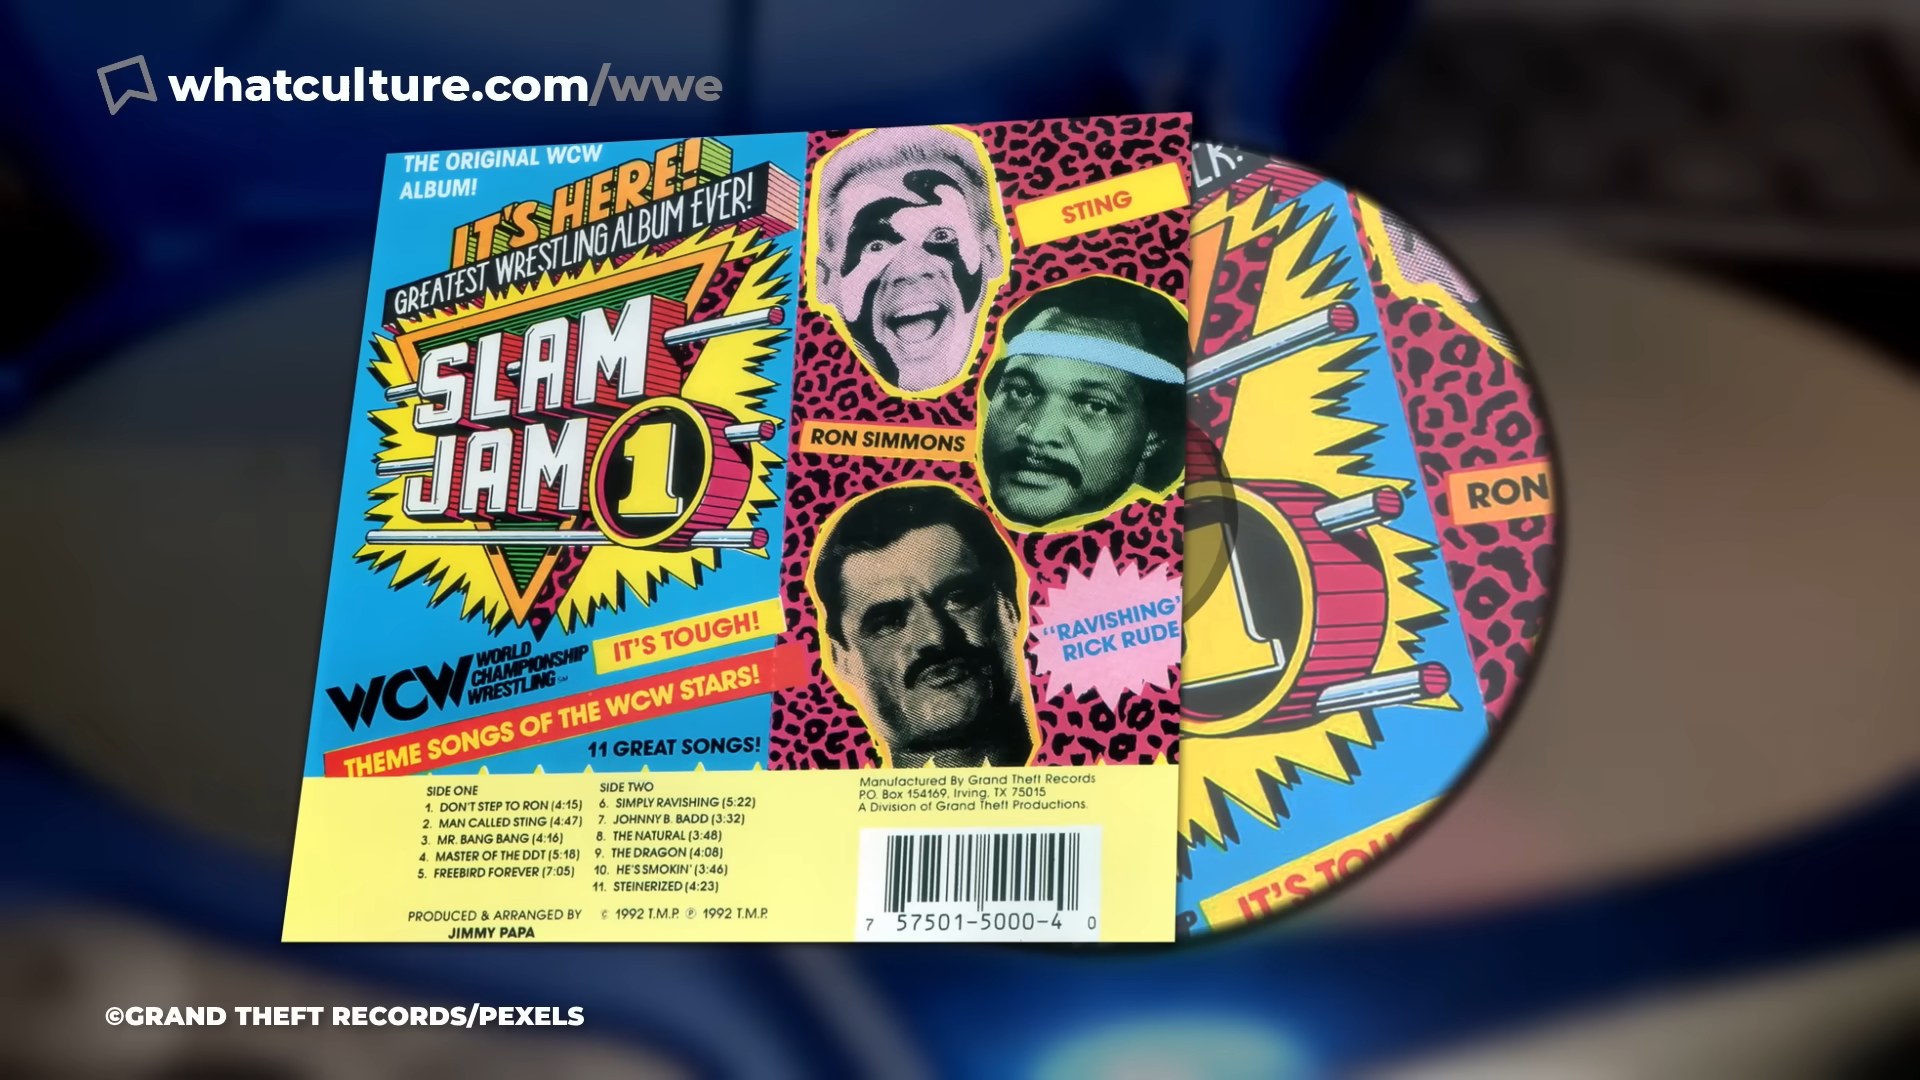 whatculture.com/wwe
THE ORIGINAL WCW
ALBUM!
IT'S HERE!
GREATEST WRESTLING ALBUM EVER!
SLAM
JAM 1
WCW WORLD
CHAMPIONSHIP
WRESTLING
IT'S TOUGH!
THEME SONGS OF THE WCW STARS!
11 GREAT SONGS!
STING
RON SIMMONS
"RAVISHING"
RICK RUDE
SIDE ONE
1. DON'T STEP TO RON (4:15)
2. MAN CALLED STING (4:47)
3. MR. BANG BANG (4:16)
4. MASTER OF THE DDT (5:18)
5. FREEBIRD FOREVER (7:05)
SIDE TWO
6. SIMPLY RAVISHING (5:22)
7. JOHNNY B. BADD (3:32)
8. THE NATURAL (3:48)
9. THE DRAGON (4:08)
10. HE'S SMOKIN' (3:46)
11. STEINERIZED (4:23)
PRODUCED & ARRANGED BY
JIMMY PAPA
© 1992 T.M.P. ℗ 1992 T.M.P.
Manufactured By Grand Theft Records
P.O. Box 154169, Irving, TX 75015
A Division of Grand Theft Productions.
7 57501-5000-4 0
RON
1
IT'S TOU
©GRAND THEFT RECORDS/PEXELS